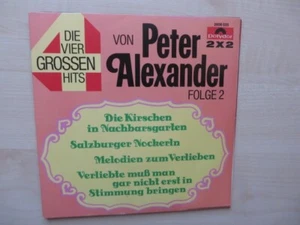 4 DIE
VIER
GROSSEN
HITS
VON Peter
Alexander
FOLGE 2
Polydor
2X2
Die Kirschen
in Nachbarsgarten
Salzburger Nockerln
Melodien zum Verlieben
Verliebte muß man
gar nicht erst in
Stimmung bringen